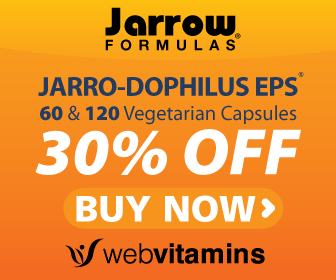 Jarrow
FORMULAS®
JARRO-DOPHILUS EPS®
60 & 120 Vegetarian Capsules
30% OFF
BUY NOW >
webvitamins